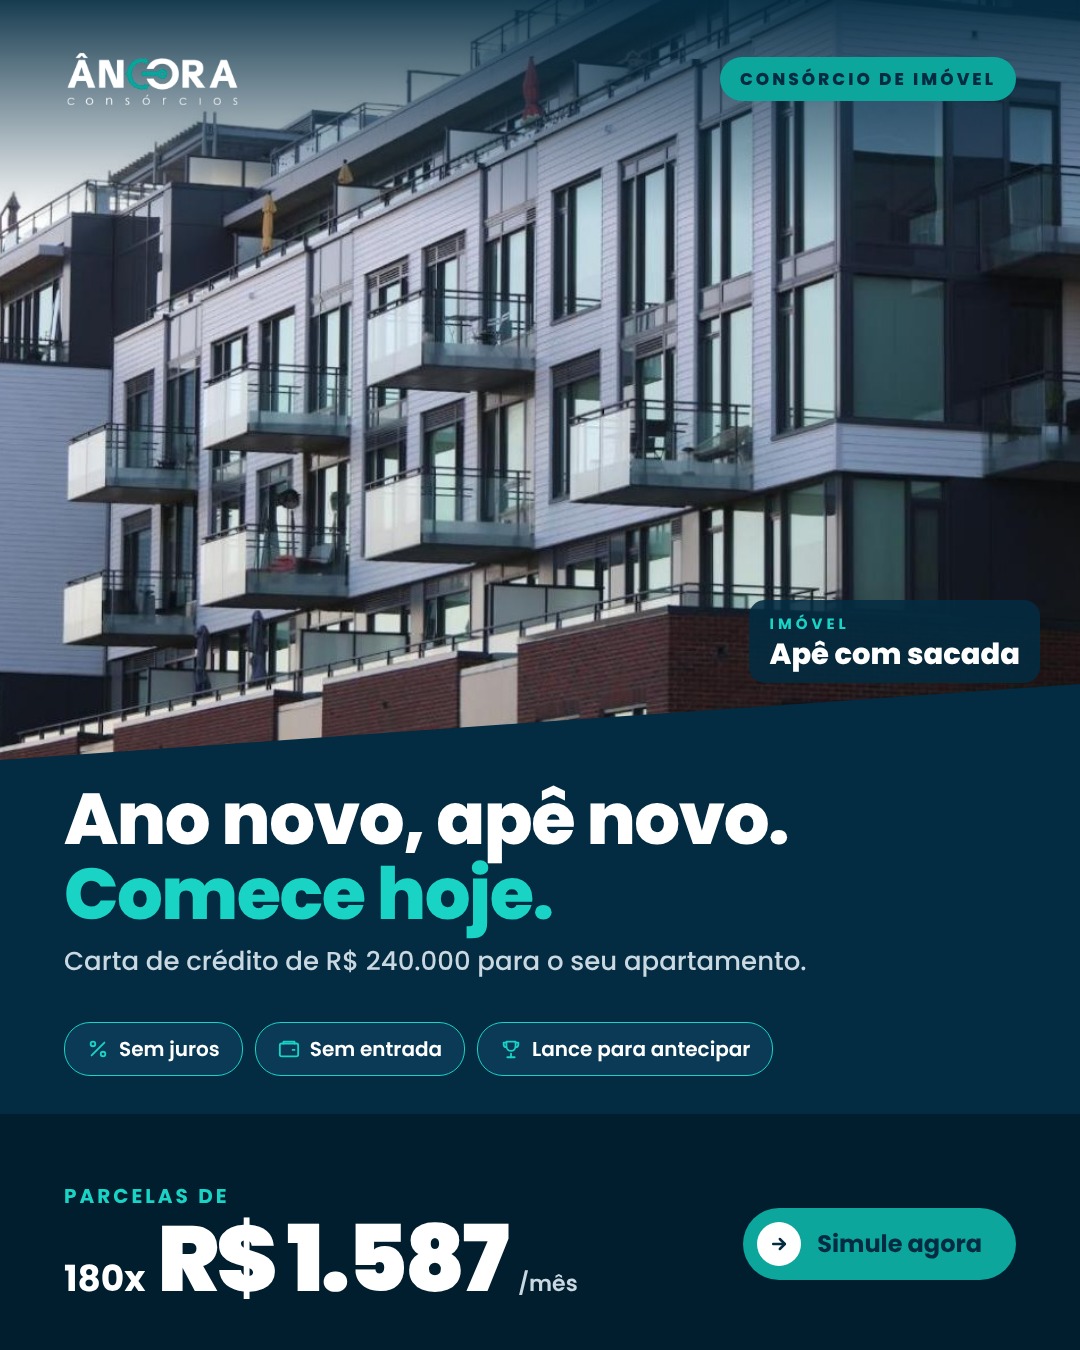 ÂNCORA
consórcios
CONSÓRCIO DE IMÓVEL
IMÓVEL
Apê com sacada
Ano novo, apê novo.
Comece hoje.
Carta de crédito de R$ 240.000 para o seu apartamento.
Sem juros
Sem entrada
Lance para antecipar
PARCELAS DE
180x R$ 1.587 /mês
Simule agora